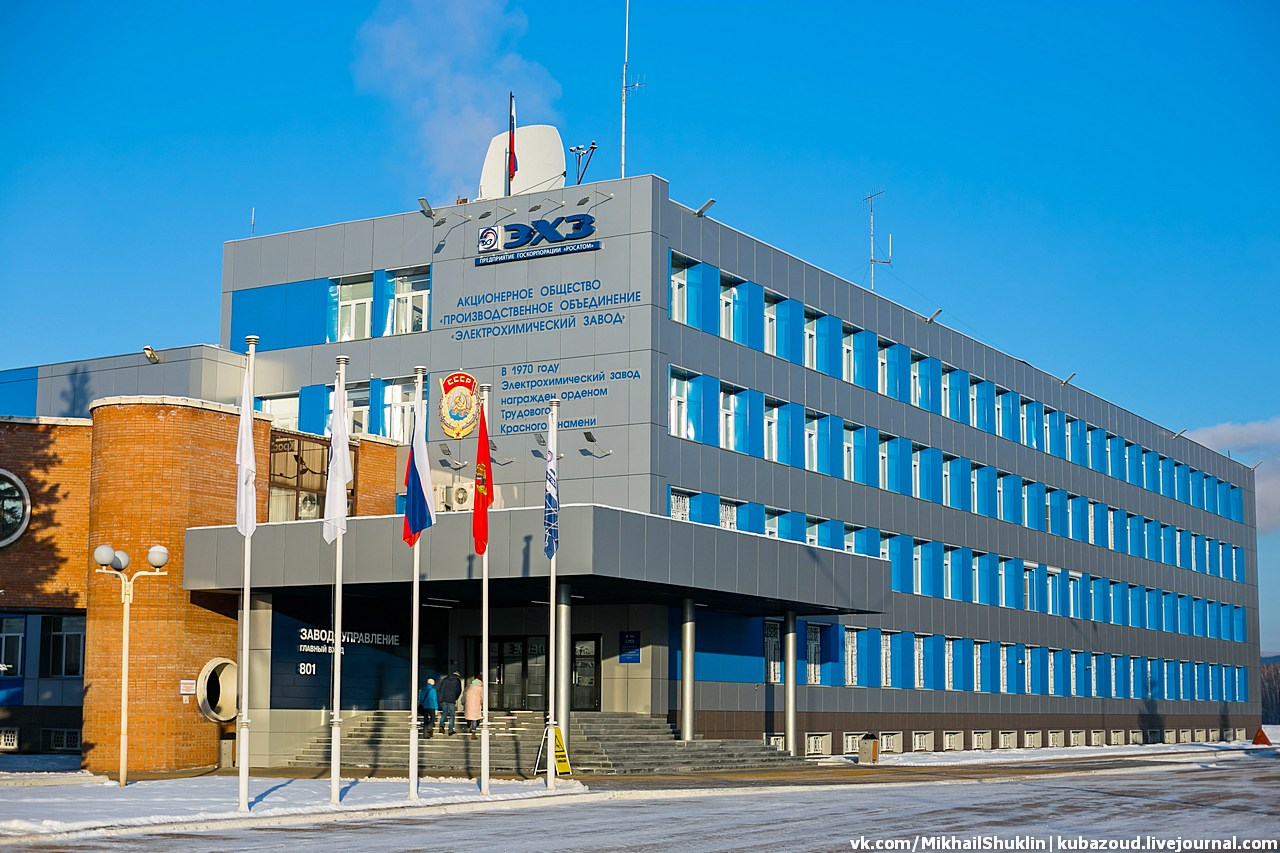 ЭХЗ
ПРЕДПРИЯТИЕ ГОСКОРПОРАЦИИ «РОСАТОМ»
АКЦИОНЕРНОЕ ОБЩЕСТВО
«ПРОИЗВОДСТВЕННОЕ ОБЪЕДИНЕНИЕ
«ЭЛЕКТРОХИМИЧЕСКИЙ ЗАВОД»
СССР
В 1970 году
Электрохимический завод
награжден орденом
Трудового
Красного знамени
ЗАВОДОУПРАВЛЕНИЕ
ГЛАВНЫЙ ВХОД
801
vk.com/MikhailShuklin | kubazoud.livejournal.com